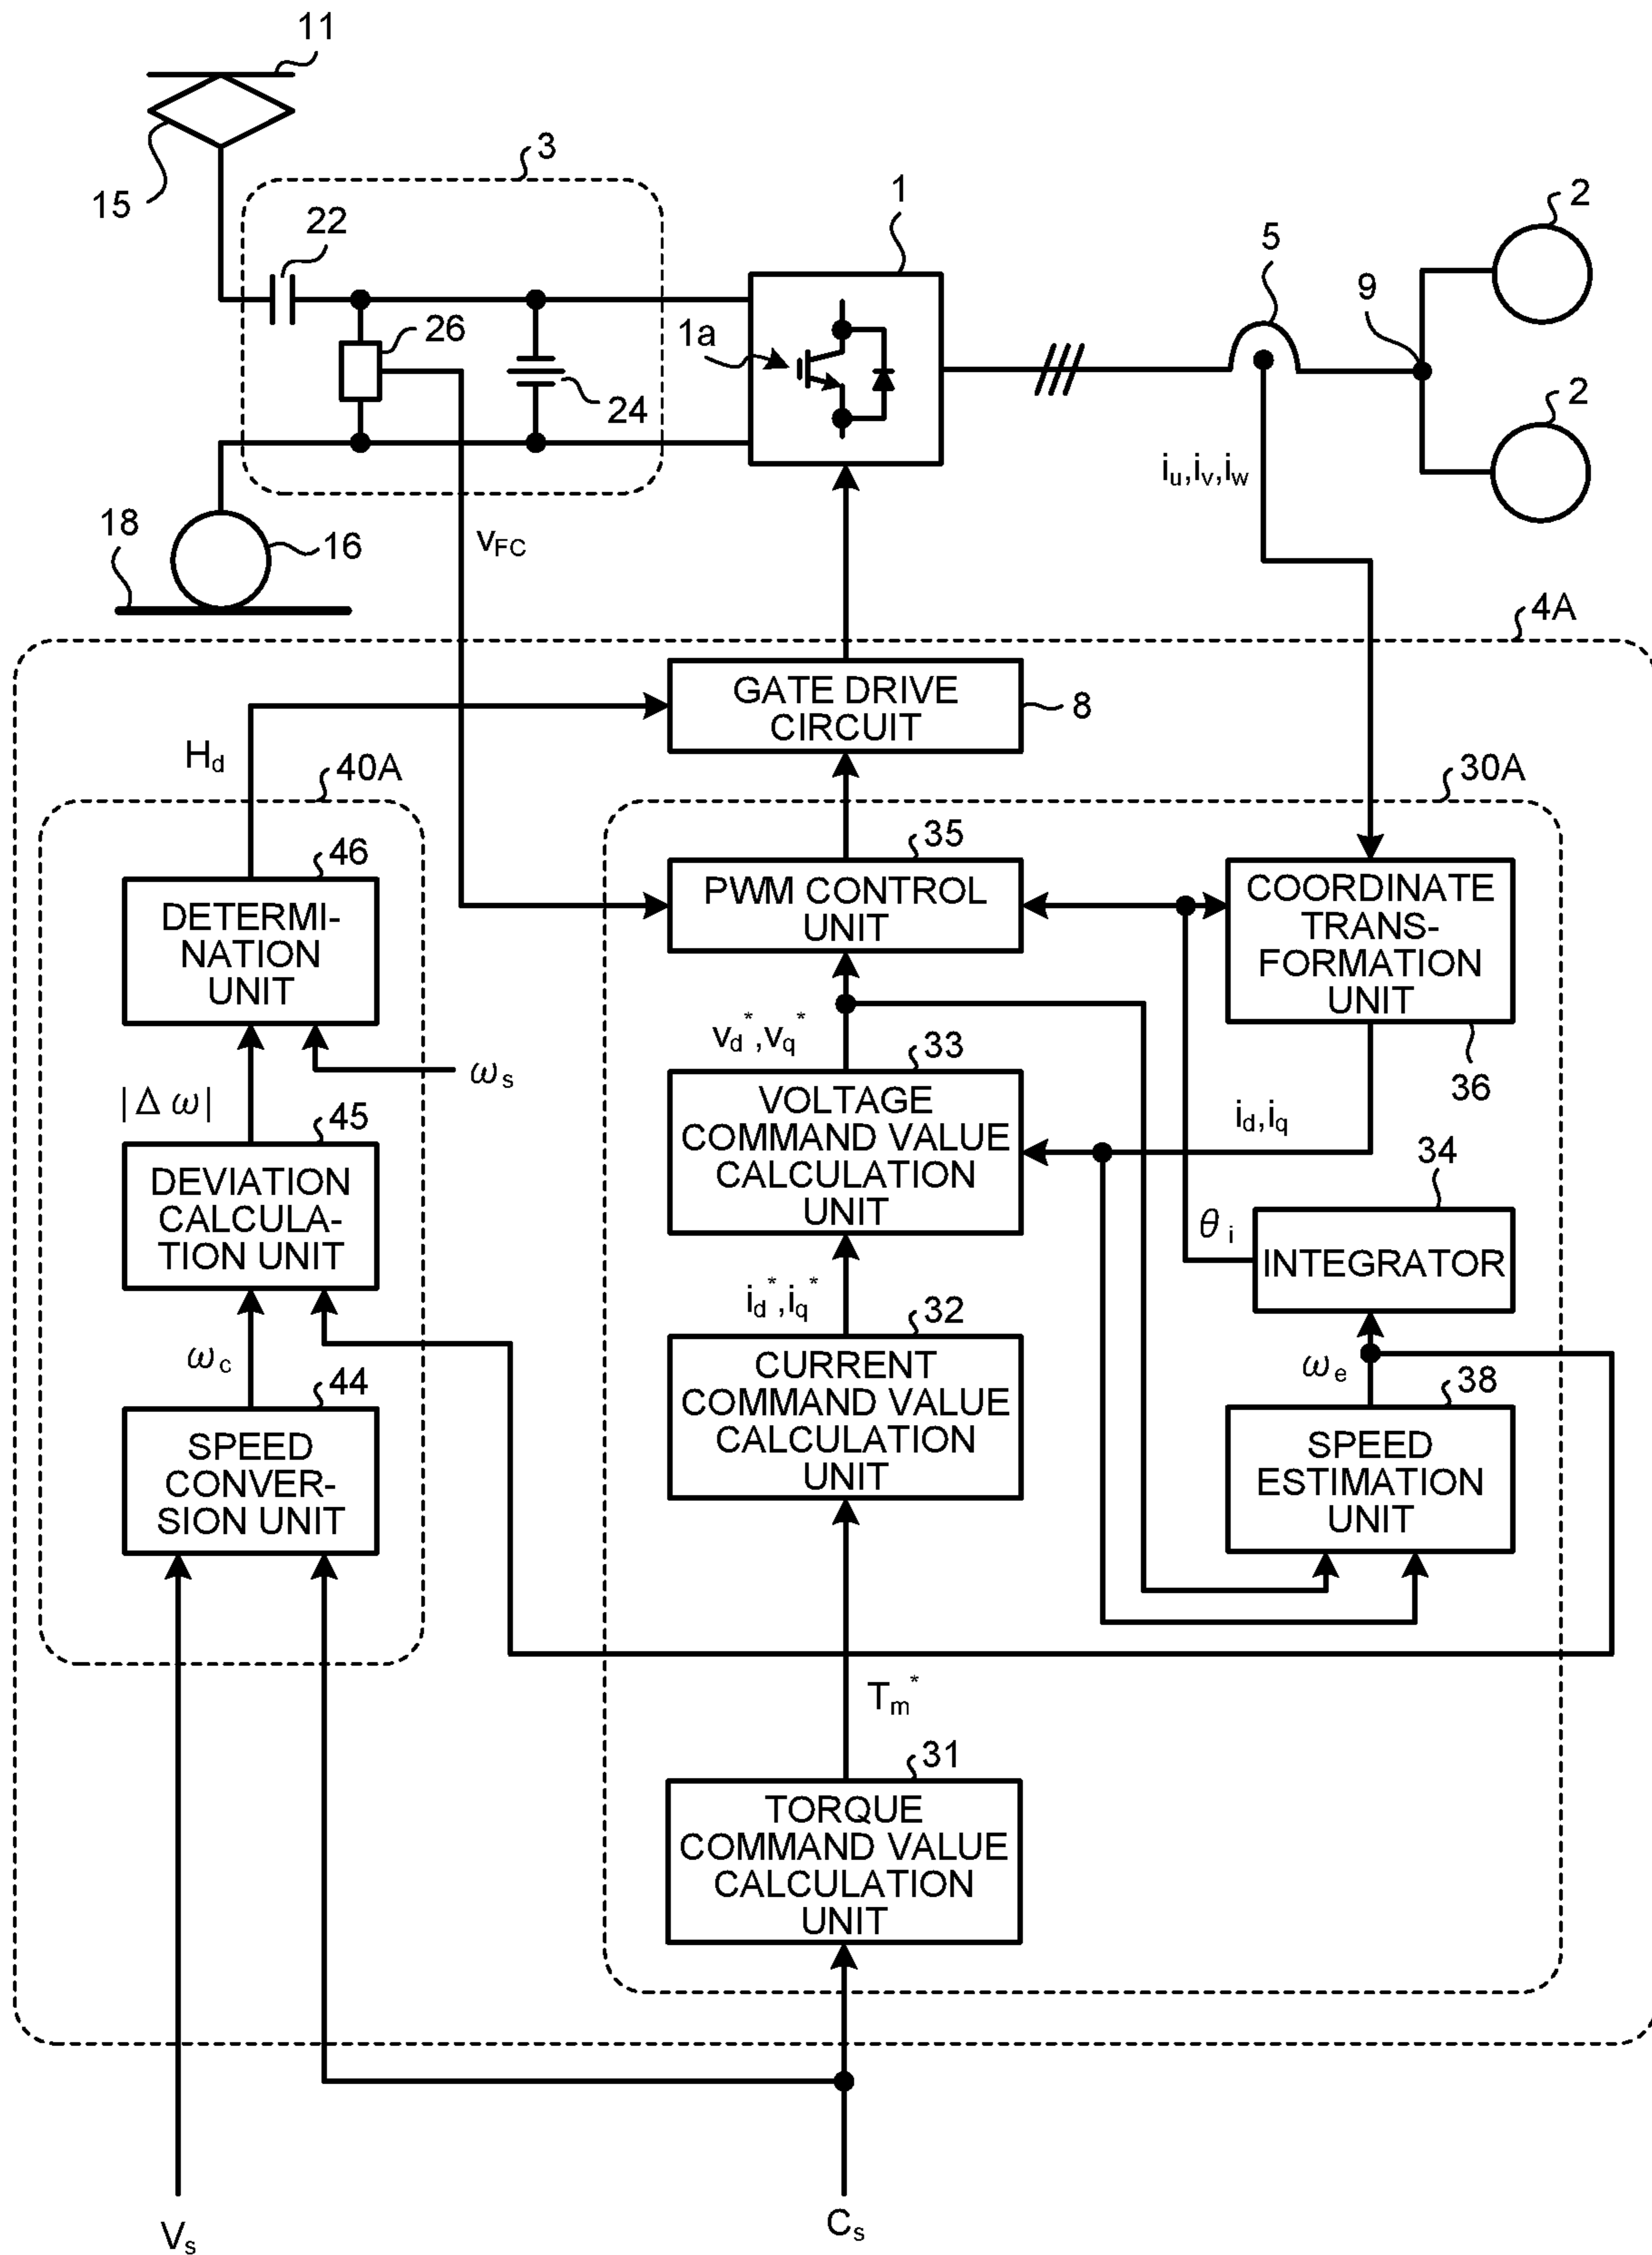 11
15
3
22
26
24
1
1a
5
9
2
2
18
16
vFC
iu,iv,iw
4A
GATE DRIVE
CIRCUIT
8
Hd
40A
30A
46
DETERMI-
NATION
UNIT
35
PWM CONTROL
UNIT
COORDINATE
TRANS-
FORMATION
UNIT
36
ωs
|Δω|
vd*,vq*
33
VOLTAGE
COMMAND VALUE
CALCULATION
UNIT
id,iq
45
DEVIATION
CALCULA-
TION UNIT
34
θi
INTEGRATOR
id*,iq*
32
CURRENT
COMMAND VALUE
CALCULATION
UNIT
ωc
44
SPEED
CONVER-
SION UNIT
ωe
38
SPEED
ESTIMATION
UNIT
Tm*
31
TORQUE
COMMAND VALUE
CALCULATION
UNIT
Vs
Cs